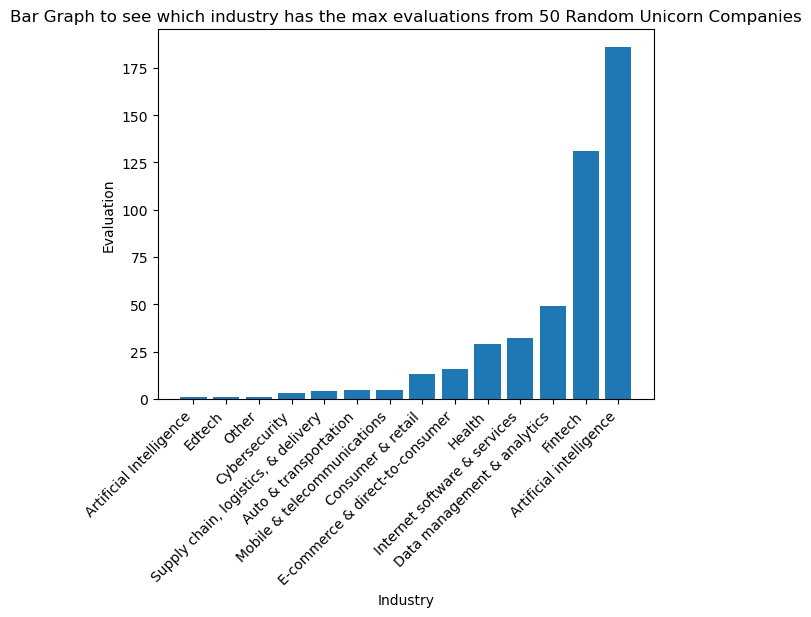 Bar Graph to see which industry has the max evaluations from 50 Random Unicorn Companies
175
150
125
100
75
50
25
0
Evaluation
Artificial Intelligence
Edtech
Other
Cybersecurity
Supply chain, logistics, & delivery
Auto & transportation
Mobile & telecommunications
Consumer & retail
E-commerce & direct-to-consumer
Health
Internet software & services
Data management & analytics
Fintech
Artificial intelligence
Industry